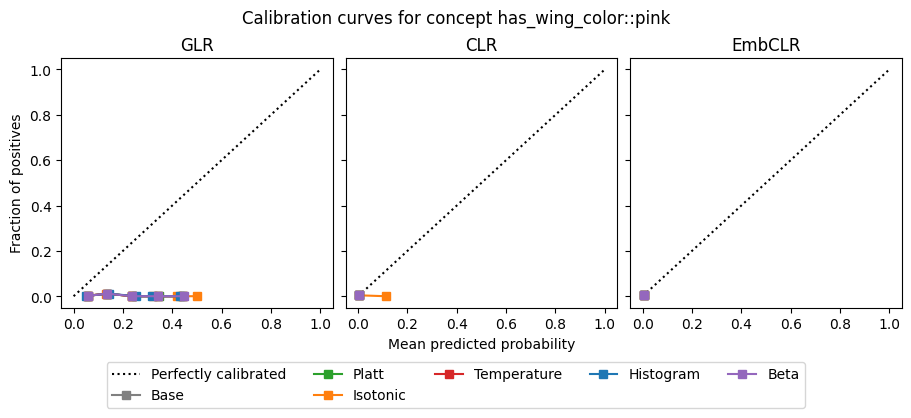 Calibration curves for concept has_wing_color::pink
GLR
CLR
EmbCLR
Fraction of positives
1.0
0.8
0.6
0.4
0.2
0.0
0.0 0.2 0.4 0.6 0.8 1.0
0.0 0.2 0.4 0.6 0.8 1.0
0.0 0.2 0.4 0.6 0.8 1.0
Mean predicted probability
Perfectly calibrated
Base
Platt
Isotonic
Temperature
Histogram
Beta